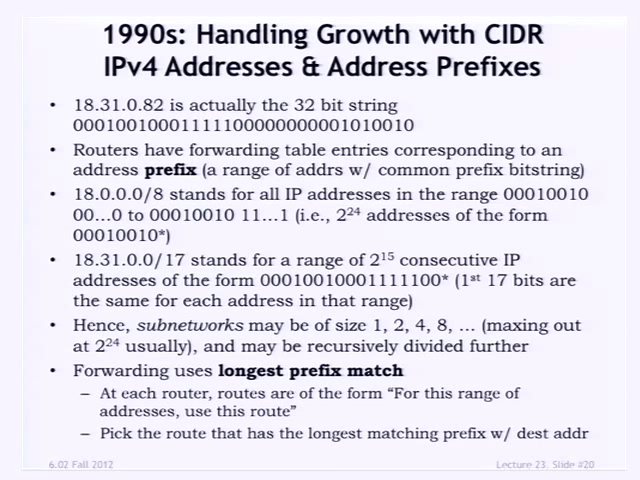 1990s: Handling Growth with CIDR
IPv4 Addresses & Address Prefixes
• 18.31.0.82 is actually the 32 bit string
00010010000111110000000001010010
• Routers have forwarding table entries corresponding to an
address prefix (a range of addrs w/ common prefix bitstring)
• 18.0.0.0/8 stands for all IP addresses in the range 00010010
00…0 to 00010010 11…1 (i.e., 2²⁴ addresses of the form
00010010*)
• 18.31.0.0/17 stands for a range of 2¹⁵ consecutive IP
addresses of the form 00010010001111100* (1st 17 bits are
the same for each address in that range)
• Hence, subnetworks may be of size 1, 2, 4, 8, … (maxing out
at 2²⁴ usually), and may be recursively divided further
• Forwarding uses longest prefix match
– At each router, routes are of the form “For this range of
addresses, use this route”
– Pick the route that has the longest matching prefix w/ dest addr
6.02 Fall 2012
Lecture 23, Slide #20